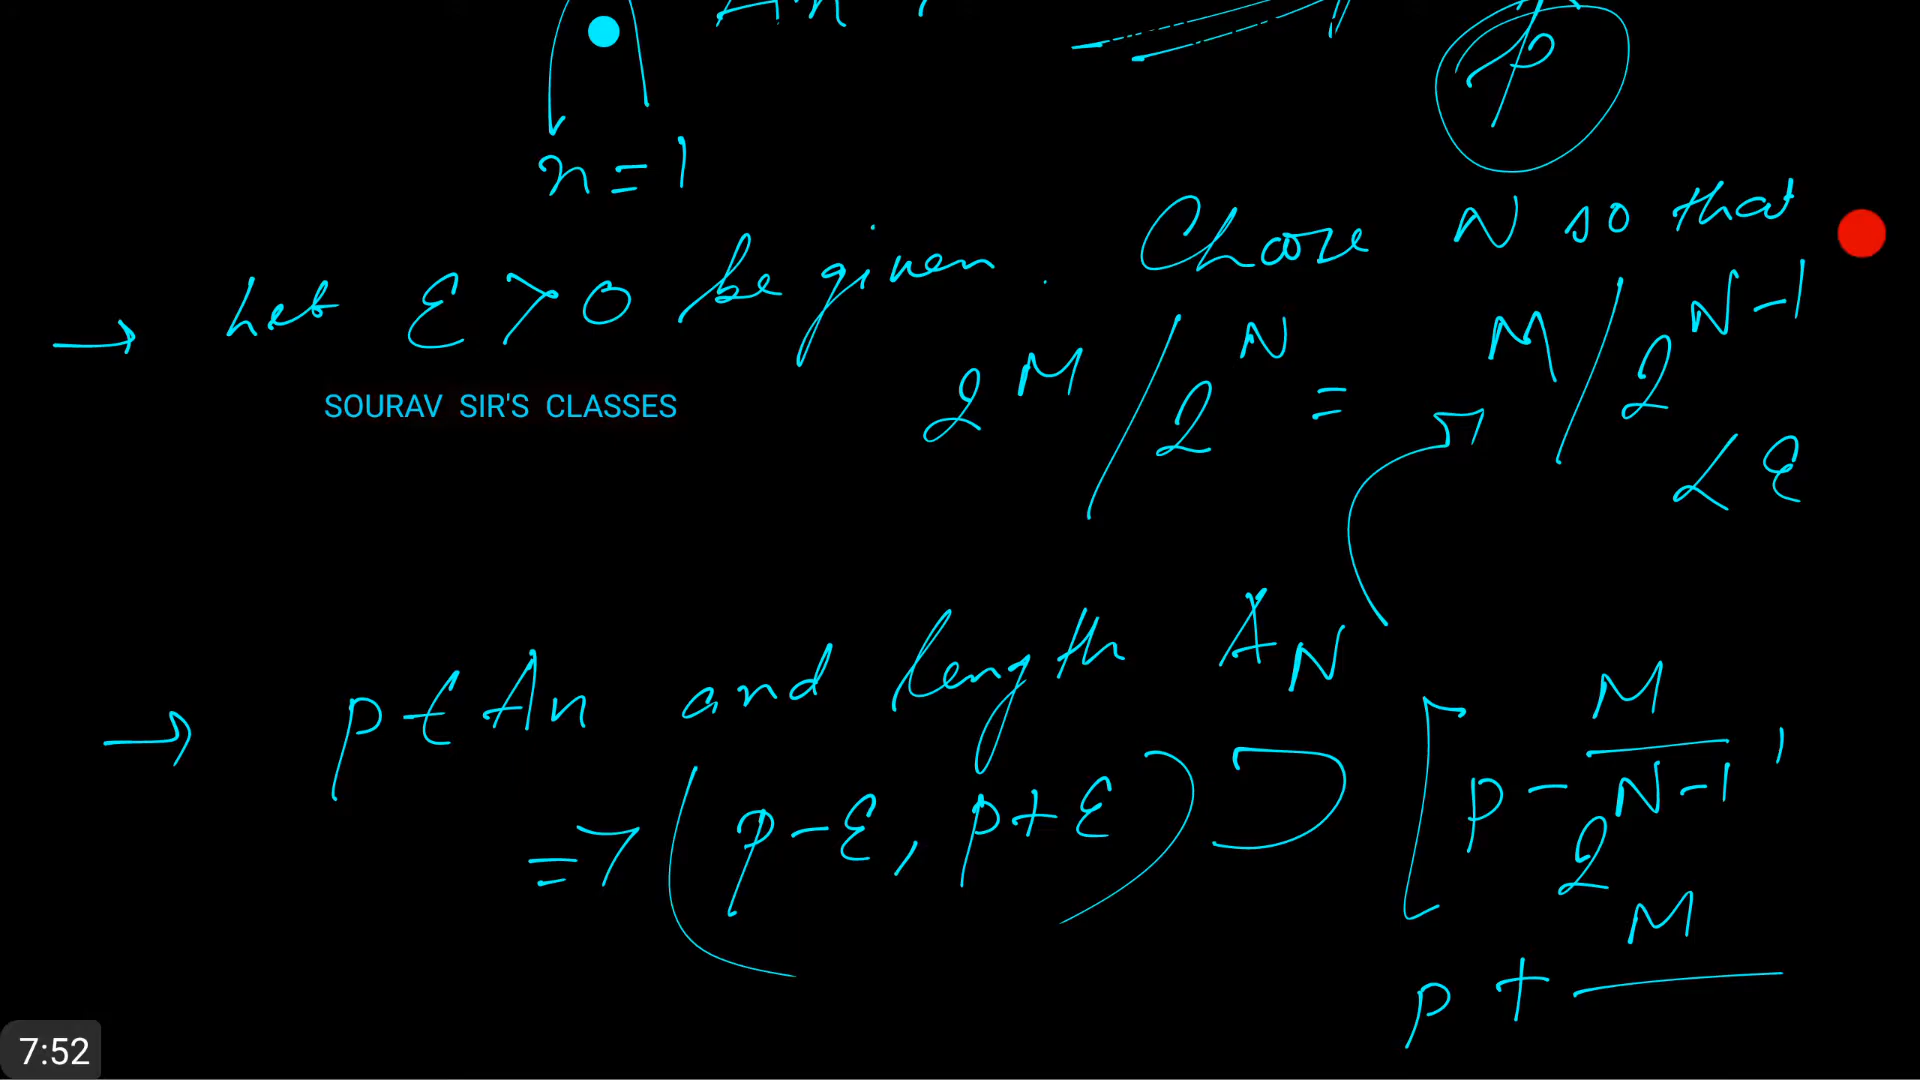 An
p
n = 1
→ Let ε > 0 be given. Choose N so that
2M / 2^N = M / 2^(N-1) < ε
SOURAV SIR'S CLASSES
→ p ∈ An and length A_N
=> (p - ε, p + ε) ⊃ [p - M / 2^(N-1) ,
p + M
7:52